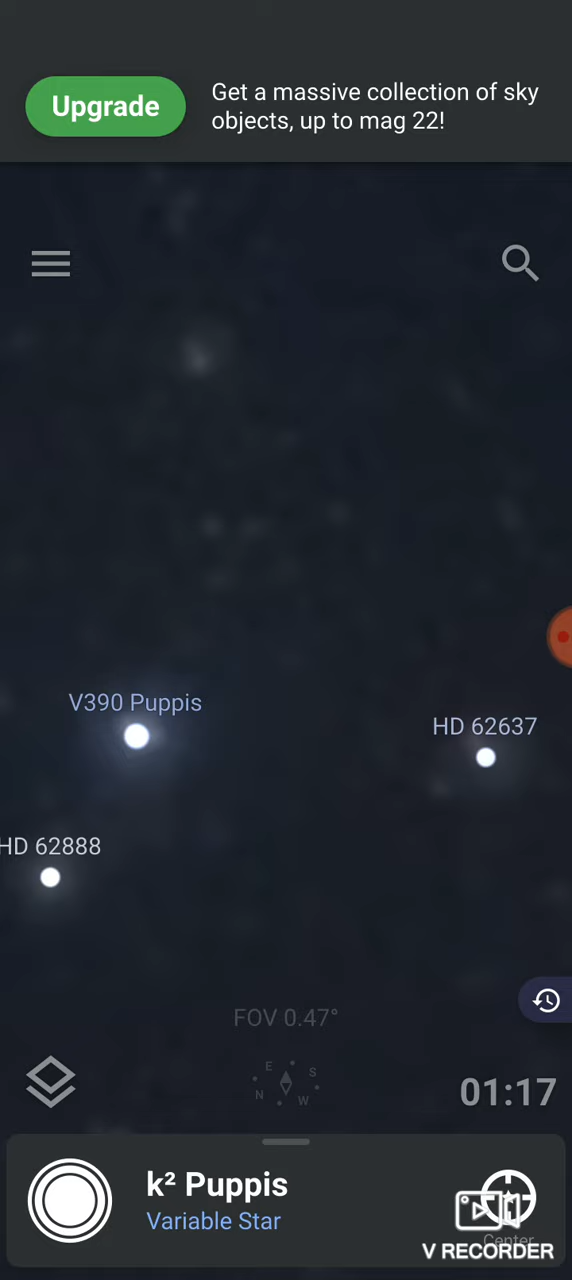 Upgrade
Get a massive collection of sky
objects, up to mag 22!
V390 Puppis
HD 62637
HD 62888
FOV 0.47°
E
S
N
W
01:17
k² Puppis
Variable Star
Center
V RECORDER